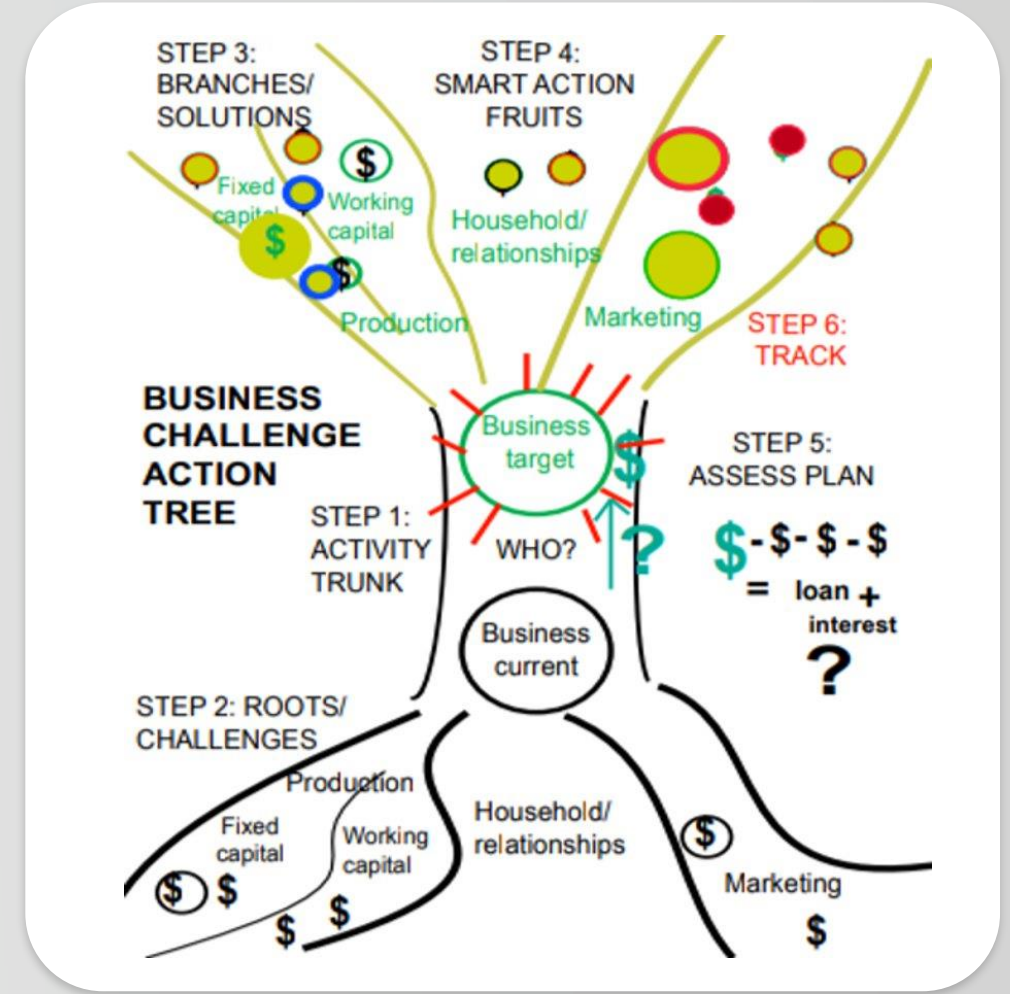 STEP 3:
BRANCHES/
SOLUTIONS
STEP 4:
SMART ACTION
FRUITS
$
Fixed
capital
Working
capital
$
$
Production
Household/
relationships
Marketing
STEP 6:
TRACK
BUSINESS
CHALLENGE
ACTION
TREE
Business
target
$
STEP 5:
ASSESS PLAN
STEP 1:
ACTIVITY
TRUNK
WHO?
?
$ - $ - $ - $
= loan +
interest
?
Business
current
STEP 2: ROOTS/
CHALLENGES
Production
Fixed
capital
Working
capital
$ $
$
$
Household/
relationships
$
Marketing
$